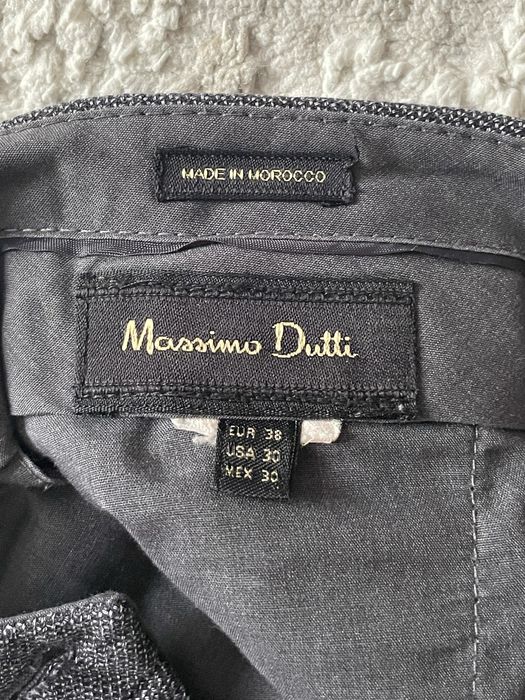 MADE IN MOROCCO
Massimo Dutti
EUR 38
USA 30
MEX 30